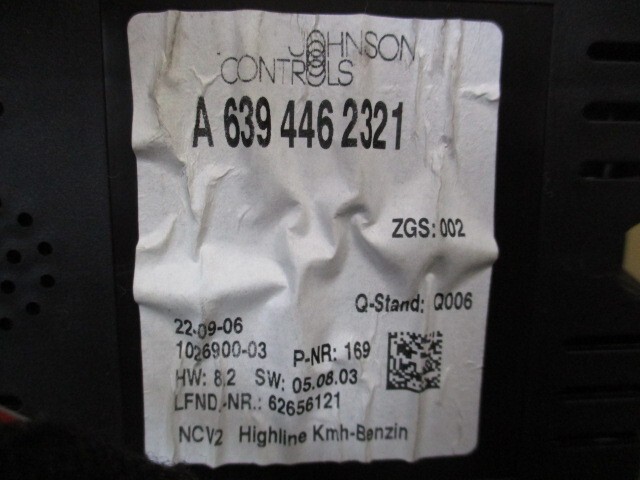 JOHNSON
CONTROLS
A 639 446 2321
ZGS: 002
Q-Stand: Q006
22-09-06
1026900-03 P-NR: 169
HW: 8,2 SW: 05.08.03
LFND.-NR.: 62656121
NCV2 Highline Kmh-Benzin